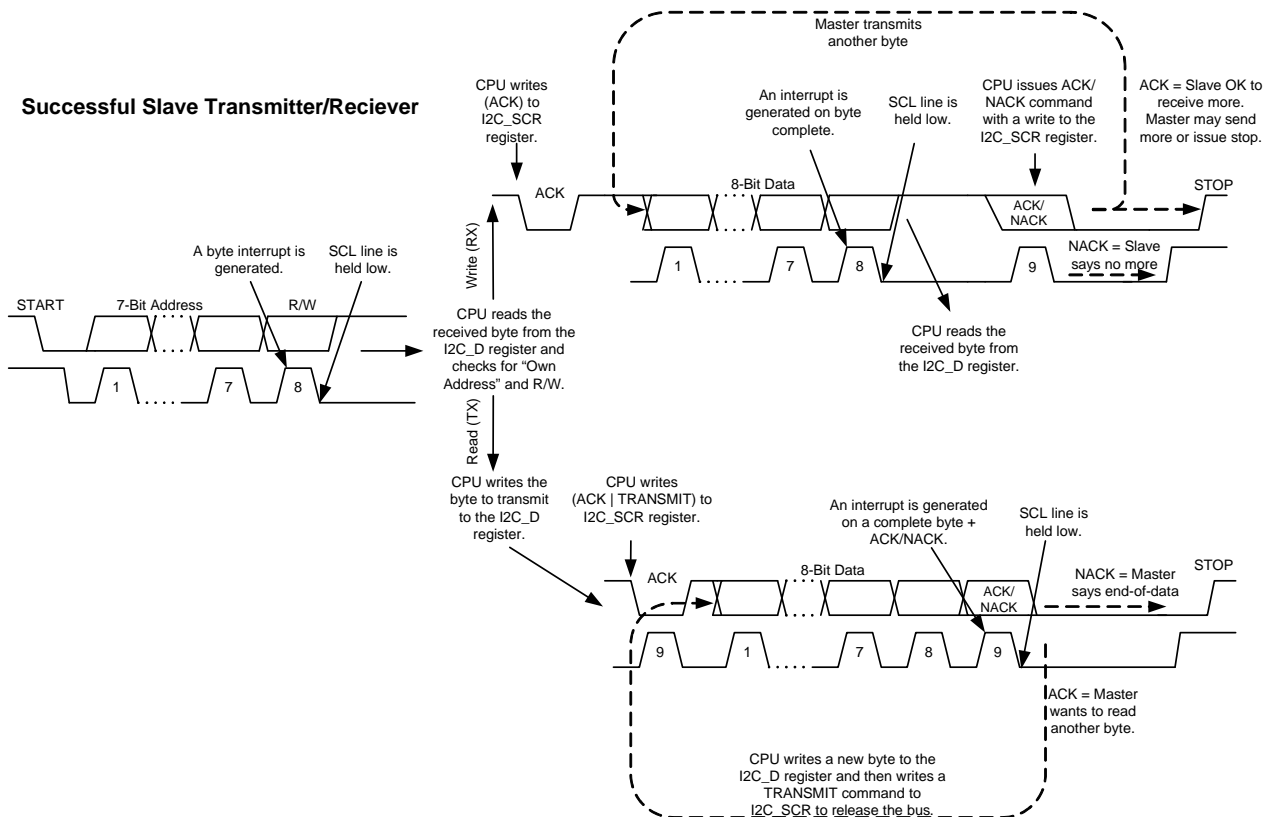 Successful Slave Transmitter/Reciever
Master transmits
another byte
CPU writes
(ACK) to
I2C_SCR
register.
An interrupt is
generated on byte
complete.
SCL line is
held low.
CPU issues ACK/
NACK command
with a write to the
I2C_SCR register.
ACK = Slave OK to
receive more.
Master may send
more or issue stop.
ACK
8-Bit Data
ACK/
NACK
STOP
1
7
8
9
NACK = Slave
says no more
CPU reads the
received byte from
the I2C_D register.
Write (RX)
A byte interrupt is
generated.
SCL line is
held low.
START
7-Bit Address
R/W
1
7
8
CPU reads the
received byte from the
I2C_D register and
checks for “Own
Address” and R/W.
Read (TX)
CPU writes the
byte to transmit
to the I2C_D
register.
CPU writes
(ACK | TRANSMIT) to
I2C_SCR register.
An interrupt is generated
on a complete byte +
ACK/NACK.
SCL line is
held low.
ACK
8-Bit Data
ACK/
NACK
NACK = Master
says end-of-data
STOP
9
1
7
8
9
ACK = Master
wants to read
another byte.
CPU writes a new byte to the
I2C_D register and then writes a
TRANSMIT command to
I2C_SCR to release the bus.